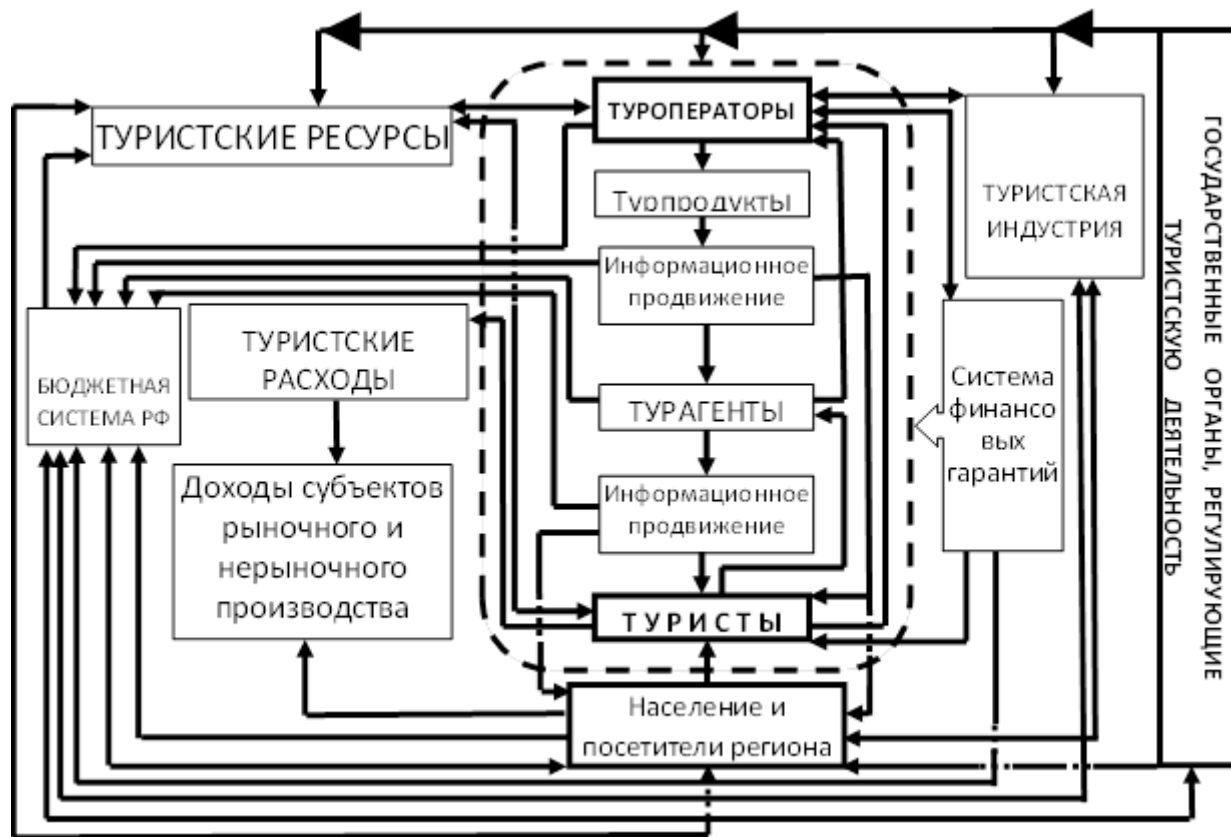 ТУРОПЕРАТОРЫ
ТУРИСТСКИЕ РЕСУРСЫ
Турпродукты
ТУРИСТСКАЯ
ИНДУСТРИЯ
Информационное
продвижение
ТУРИСТСКИЕ
РАСХОДЫ
БЮДЖЕТНАЯ
СИСТЕМА РФ
ТУРАГЕНТЫ
Система
финансо
вых
гарантий
Доходы субъектов
рыночного и
нерыночного
производства
Информационное
продвижение
ТУРИСТЫ
Население и
посетители региона
ГОСУДАРСТВЕННЫЕ ОРГАНЫ, РЕГУЛИРУЮЩИЕ
ТУРИСТСКУЮ ДЕЯТЕЛЬНОСТЬ